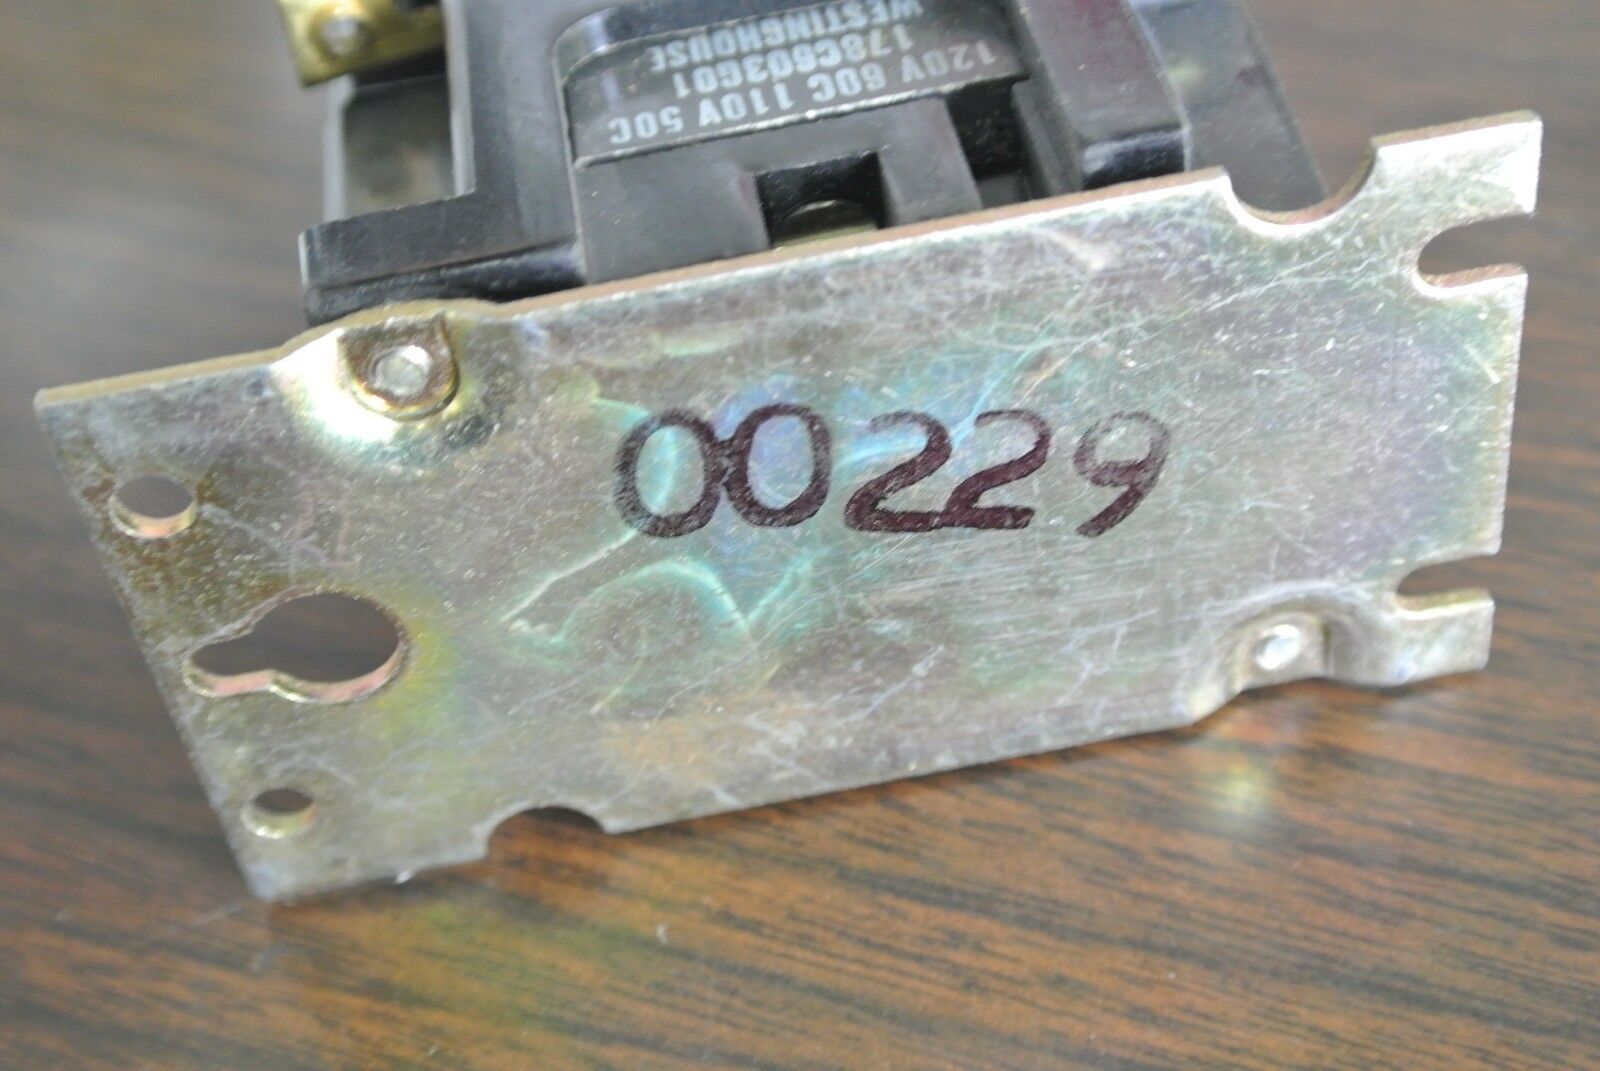 120V 60C 110V 50C
178C603G01
WESTINGHOUSE
00229